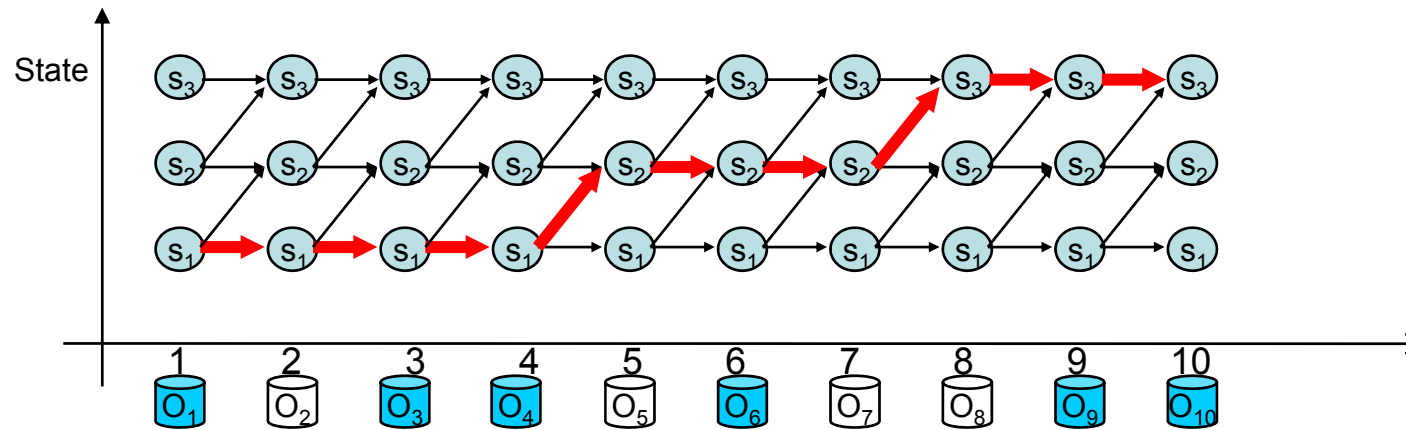 State
s₃ s₃ s₃ s₃ s₃ s₃ s₃ s₃ s₃ s₃
s₂ s₂ s₂ s₂ s₂ s₂ s₂ s₂ s₂ s₂
s₁ s₁ s₁ s₁ s₁ s₁ s₁ s₁ s₁ s₁
1 2 3 4 5 6 7 8 9 10
O₁ O₂ O₃ O₄ O₅ O₆ O₇ O₈ O₉ O₁₀